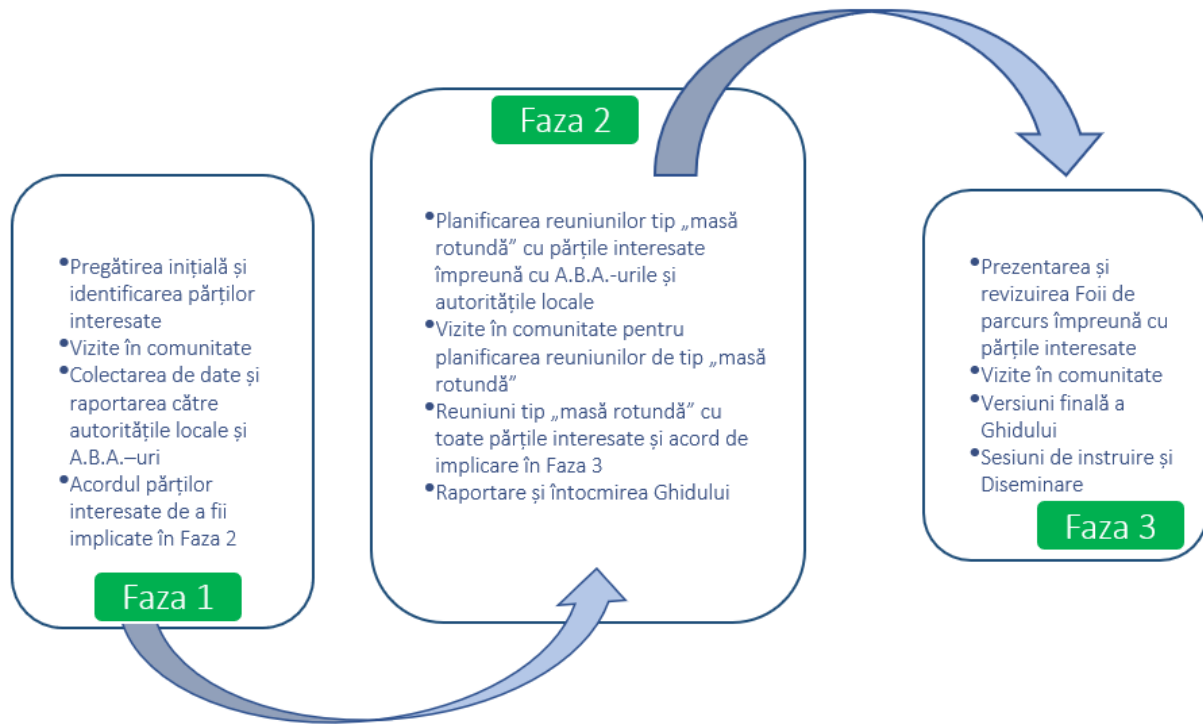 • Pregătirea inițială și
identificarea părților
interesate
• Vizite în comunitate
• Colectarea de date și
raportarea către
autoritățile locale și
A.B.A.–uri
• Acordul părților
interesate de a fii
implicate în Faza 2
Faza 1
Faza 2
• Planificarea reuniunilor tip „masă
rotundă” cu părțile interesate
împreună cu A.B.A.-urile și
autoritățile locale
• Vizite în comunitate pentru
planificarea reuniunilor de tip „masă
rotundă”
• Reuniuni tip „masă rotundă” cu
toate părțile interesate și acord de
implicare în Faza 3
• Raportare și întocmirea Ghidului
• Prezentarea și
revizuirea Foii de
parcurs împreună cu
părțile interesate
• Vizite în comunitate
• Versiuni finală a
Ghidului
• Sesiuni de instruire și
Diseminare
Faza 3